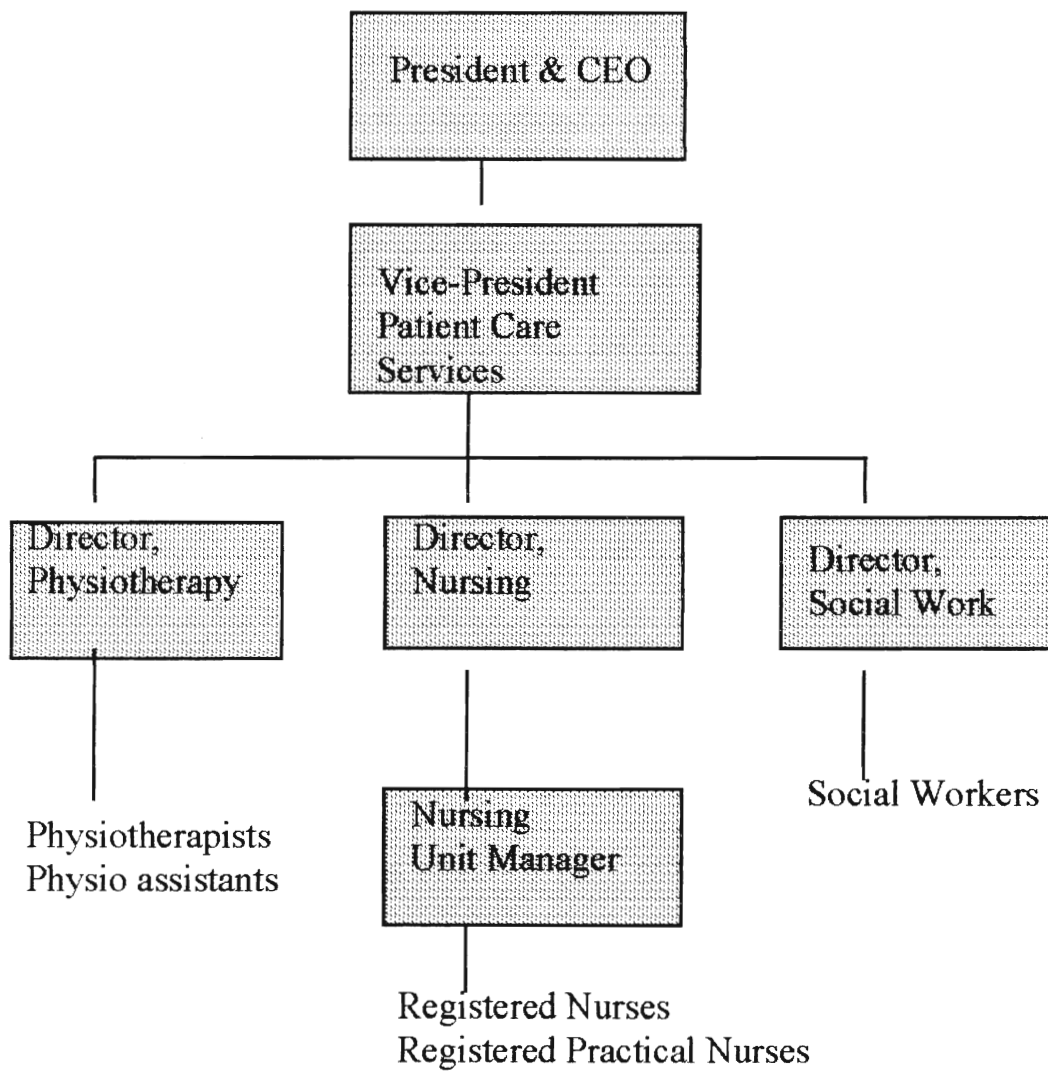 President & CEO
Vice-President
Patient Care
Services
Director,
Physiotherapy
Director,
Nursing
Director,
Social Work
Physiotherapists
Physio assistants
Nursing
Unit Manager
Social Workers
Registered Nurses
Registered Practical Nurses